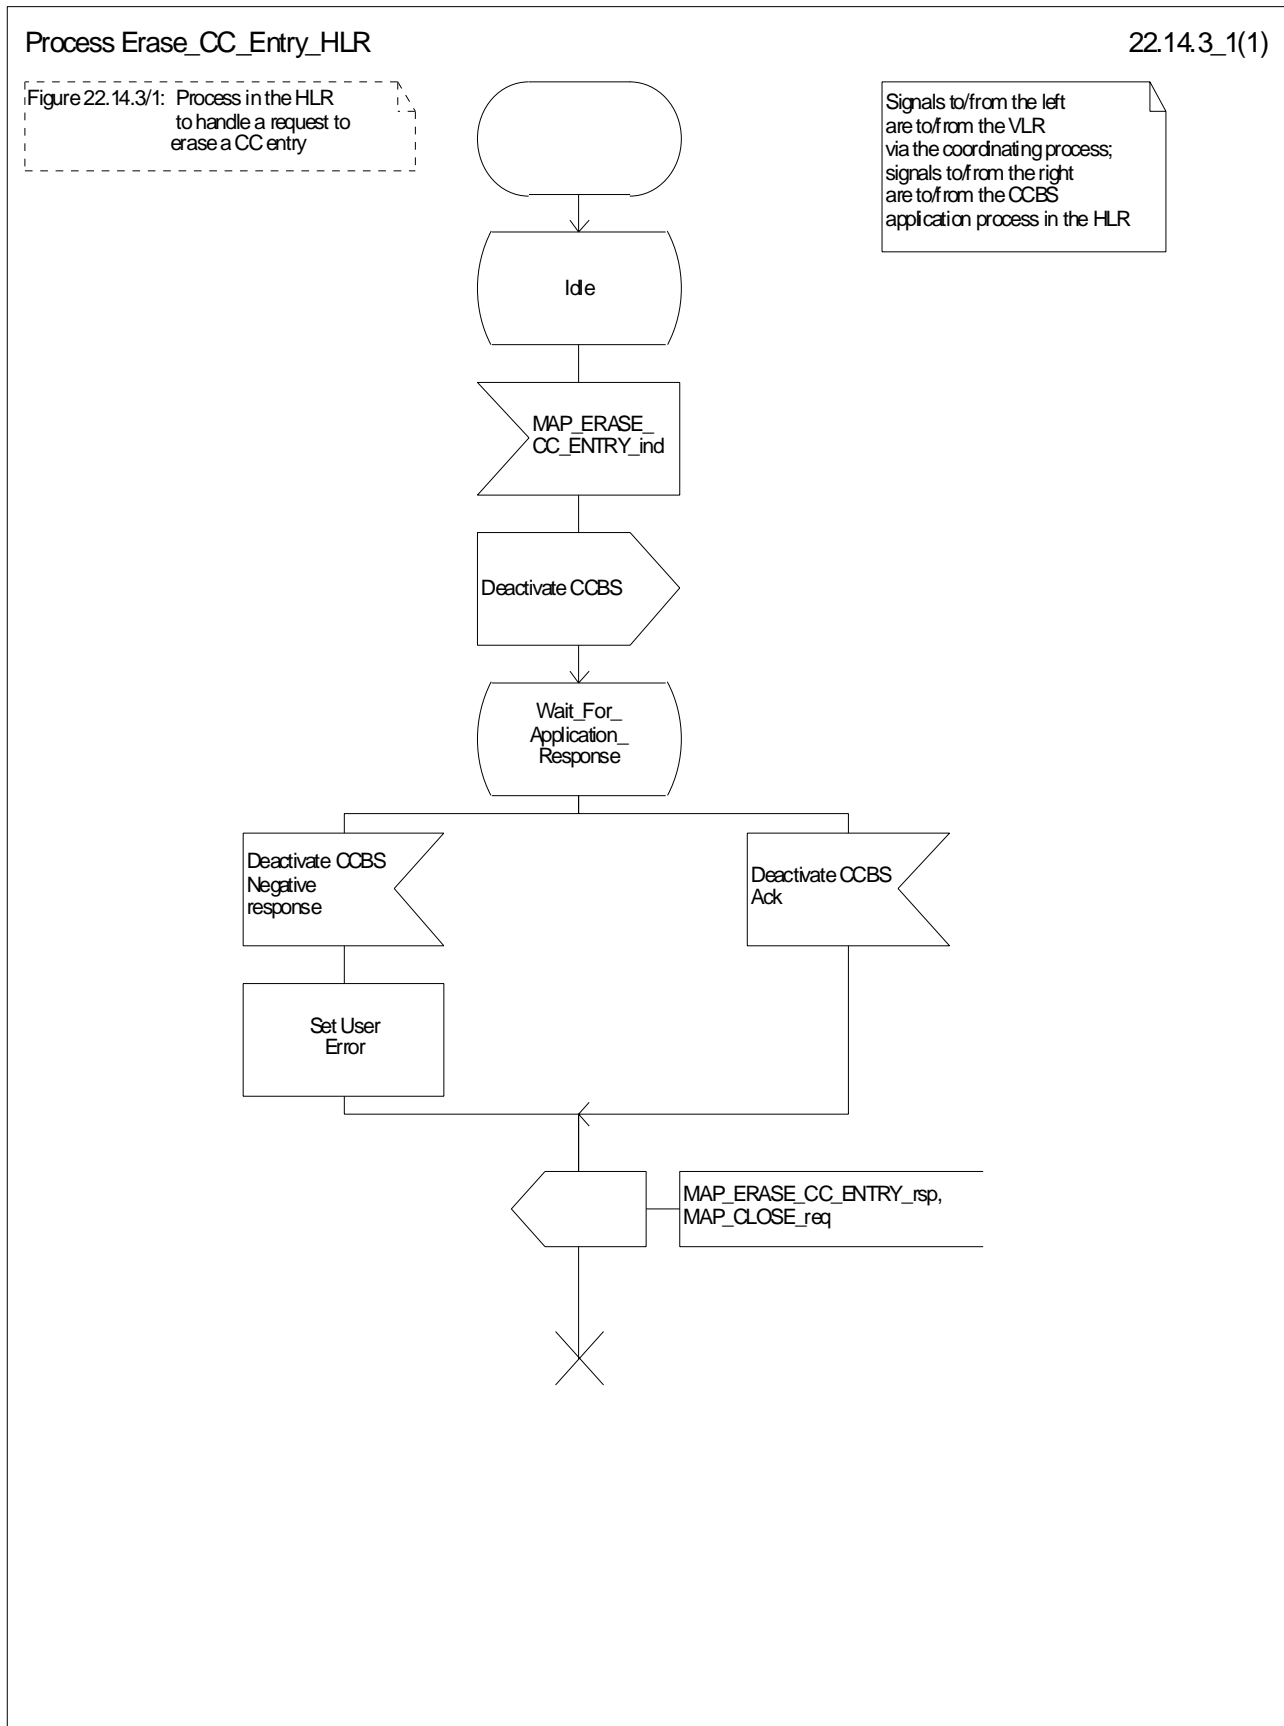 Process Erase_CC_Entry_HLR
22.14.3_1(1)
Figure 22.14.3/1: Process in the HLR
to handle a request to
erase a CC entry
Signals to/from the left
are to/from the VLR
via the coordinating process;
signals to/from the right
are to/from the CCBS
application process in the HLR
Idle
MAP_ERASE_
CC_ENTRY_ind
Deactivate CCBS
Wait_For_
Application_
Response
Deactivate CCBS
Negative
response
Deactivate CCBS
Ack
Set User
Error
MAP_ERASE_CC_ENTRY_rsp,
MAP_CLOSE_req